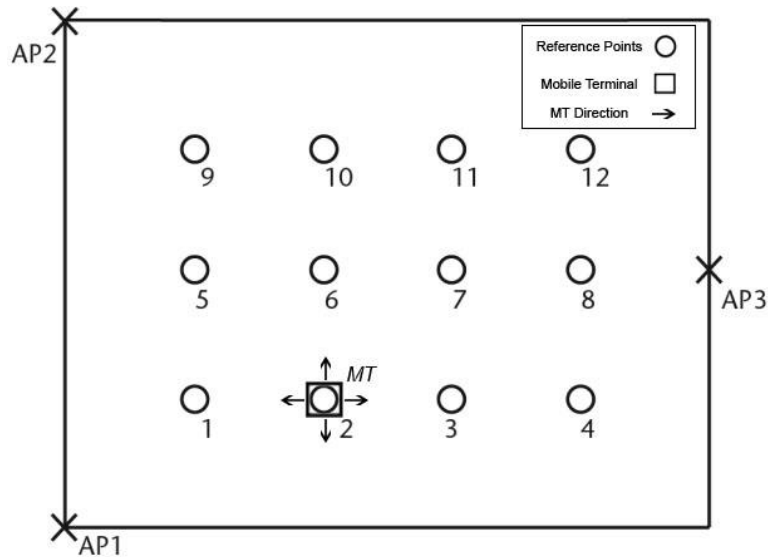 AP2
Reference Points
Mobile Terminal
MT Direction
9 10 11 12
5 6 7 8
AP3
MT
1 2 3 4
AP1